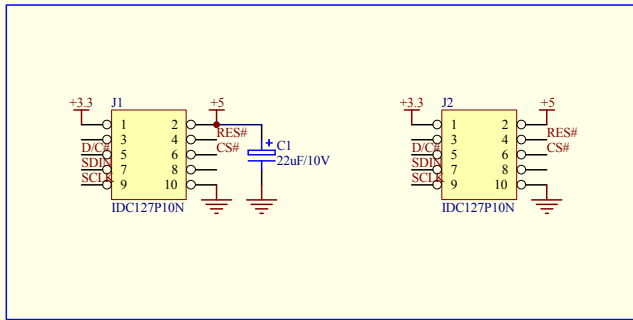 +3.3 J1 +5
1 2
3 4 RES#
D/C# 5 6 CS#
SDIN 7 8
SCLK 9 10
IDC127P10N
C1
22uF/10V
+3.3 J2 +5
1 2
3 4 RES#
D/C# 5 6 CS#
SDIN 7 8
SCLK 9 10
IDC127P10N